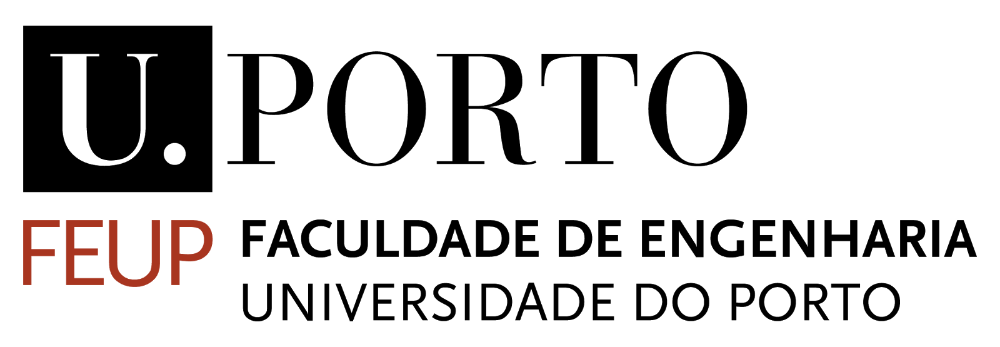 U. PORTO
FEUP FACULDADE DE ENGENHARIA
UNIVERSIDADE DO PORTO